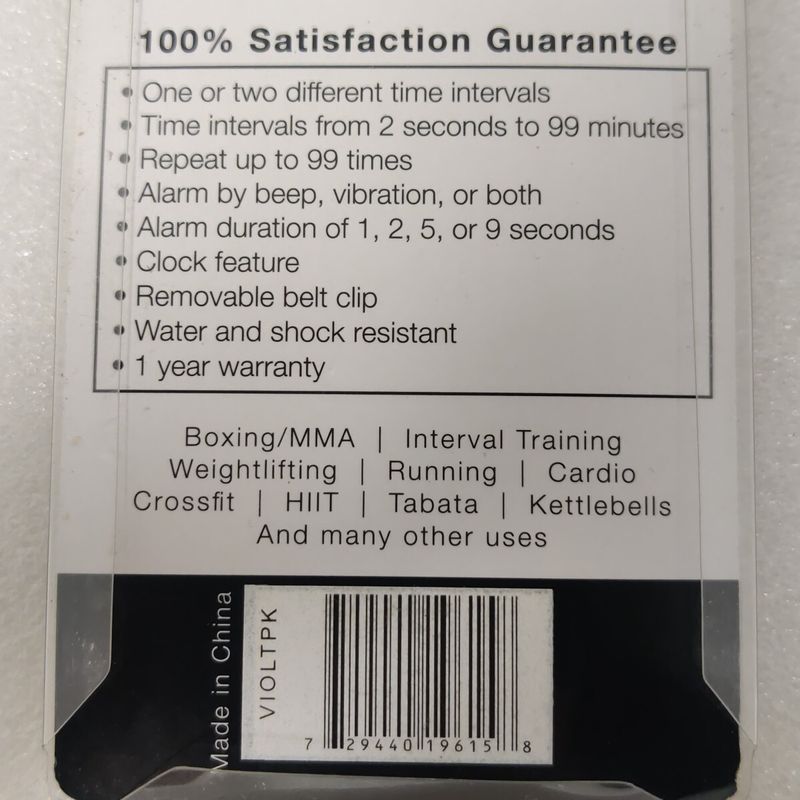 100% Satisfaction Guarantee
• One or two different time intervals
• Time intervals from 2 seconds to 99 minutes
• Repeat up to 99 times
• Alarm by beep, vibration, or both
• Alarm duration of 1, 2, 5, or 9 seconds
• Clock feature
• Removable belt clip
• Water and shock resistant
• 1 year warranty
Boxing/MMA | Interval Training
Weightlifting | Running | Cardio
Crossfit | HIIT | Tabata | Kettlebells
And many other uses
Made in China
VIOLTPK
7 29440 19615 8